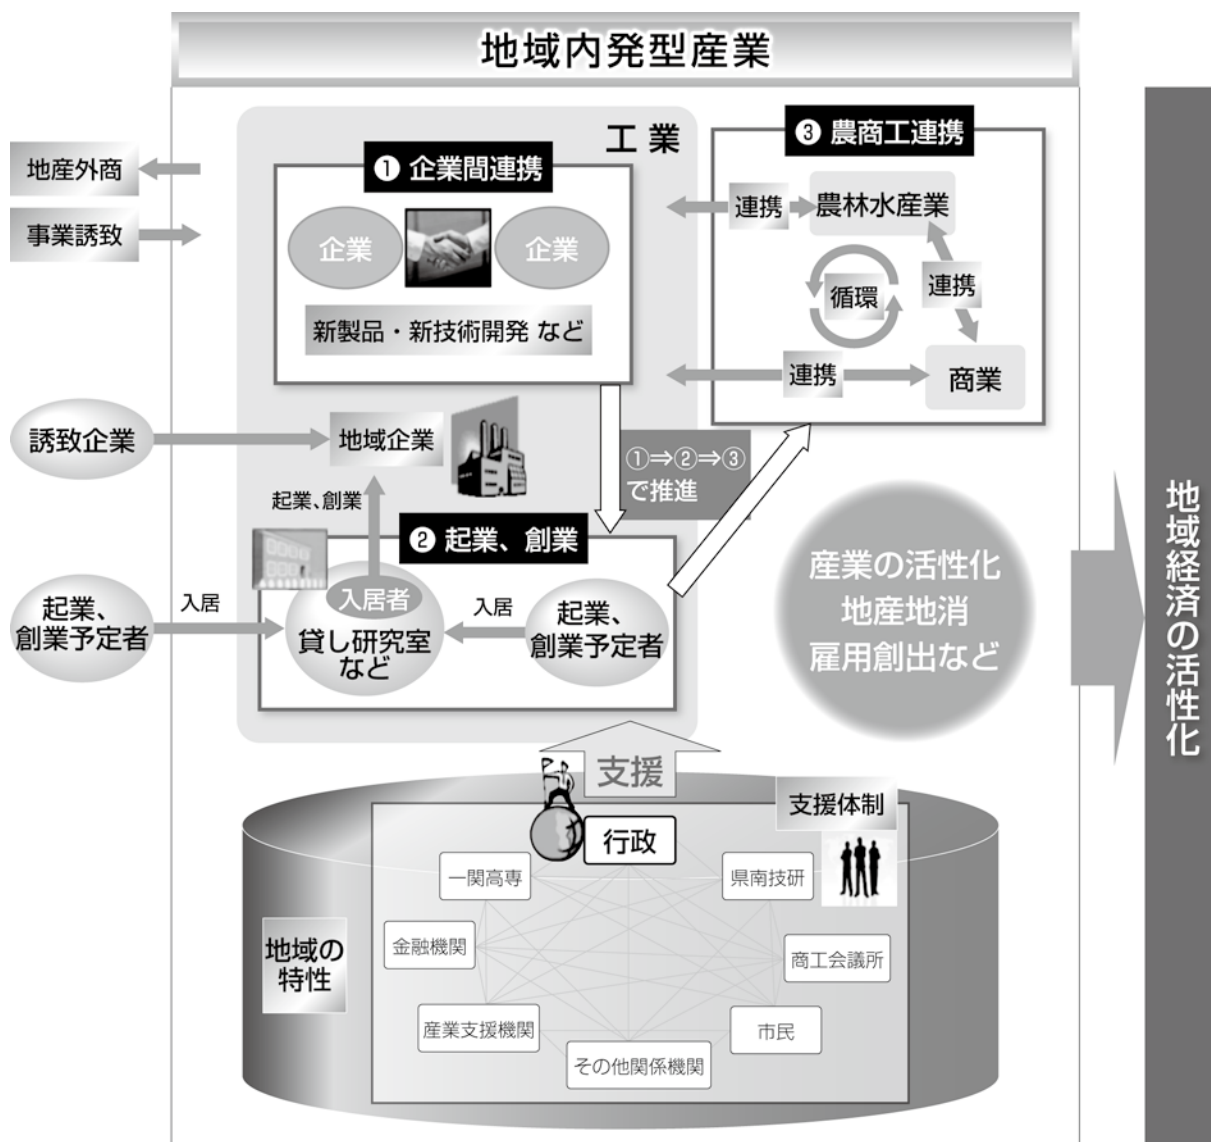 地域内発型産業
工業
❶ 企業間連携
企業
企業
新製品・新技術開発 など
地産外商
事業誘致
❸ 農商工連携
連携
農林水産業
循環
連携
連携
商業
誘致企業
地域企業
起業、創業
①⇒②⇒③
で推進
❷ 起業、創業
起業、
創業予定者
入居
入居者
貸し研究室
など
入居
起業、
創業予定者
産業の活性化
地産地消
雇用創出など
地域経済の活性化
支援
支援体制
行政
一関高専
県南技研
金融機関
商工会議所
産業支援機関
市民
その他関係機関
地域の
特性